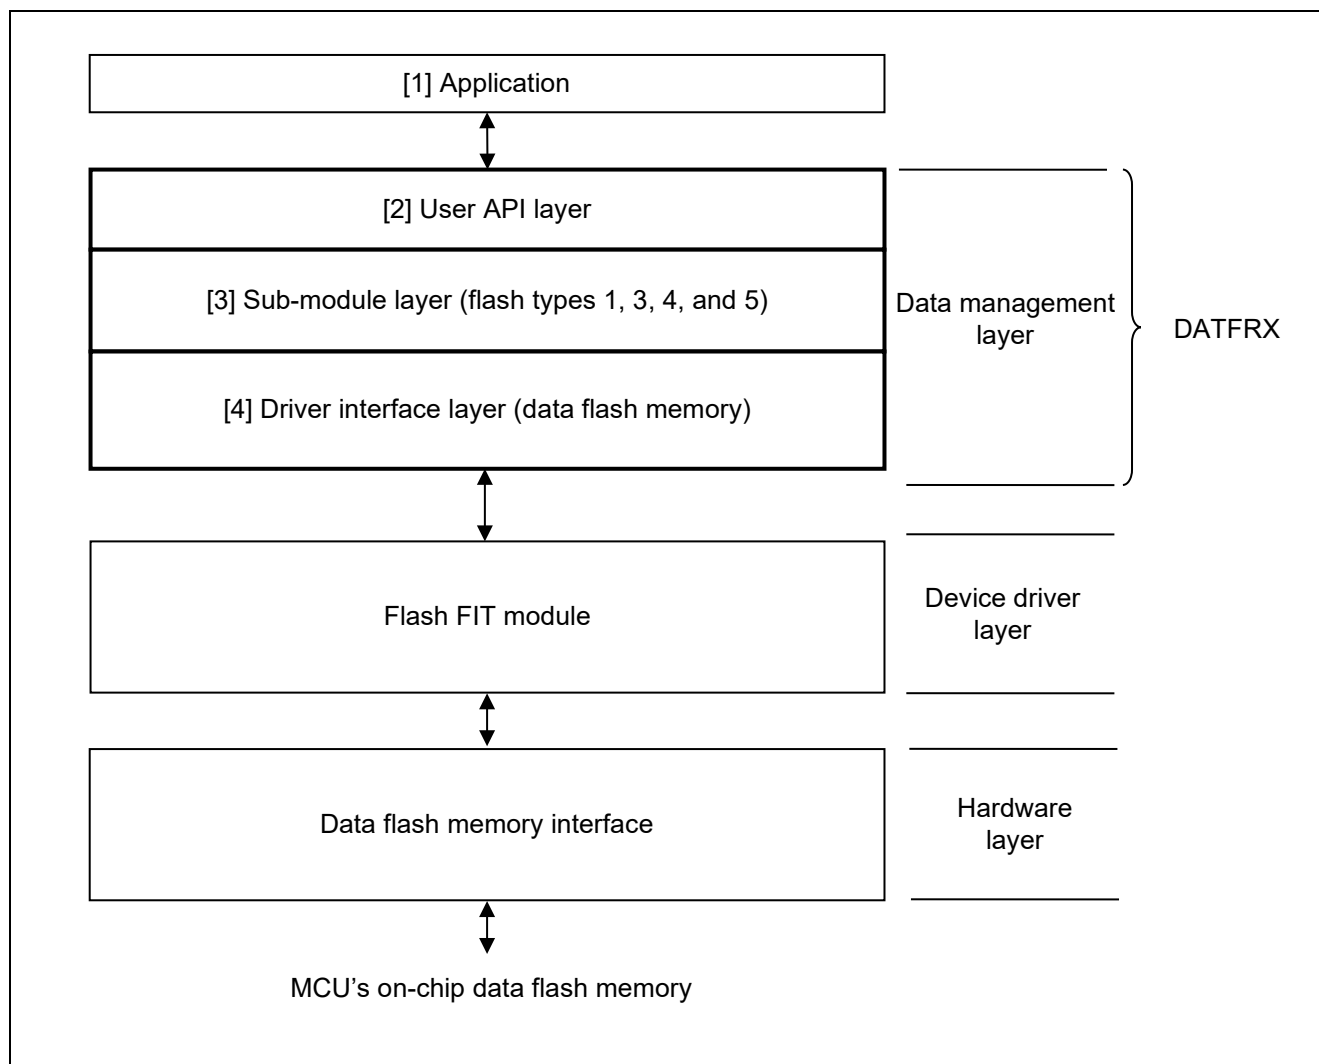 [1] Application
[2] User API layer
[3] Sub-module layer (flash types 1, 3, 4, and 5)
[4] Driver interface layer (data flash memory)
Data management
layer
DATFRX
Flash FIT module
Device driver
layer
Data flash memory interface
Hardware
layer
MCU’s on-chip data flash memory